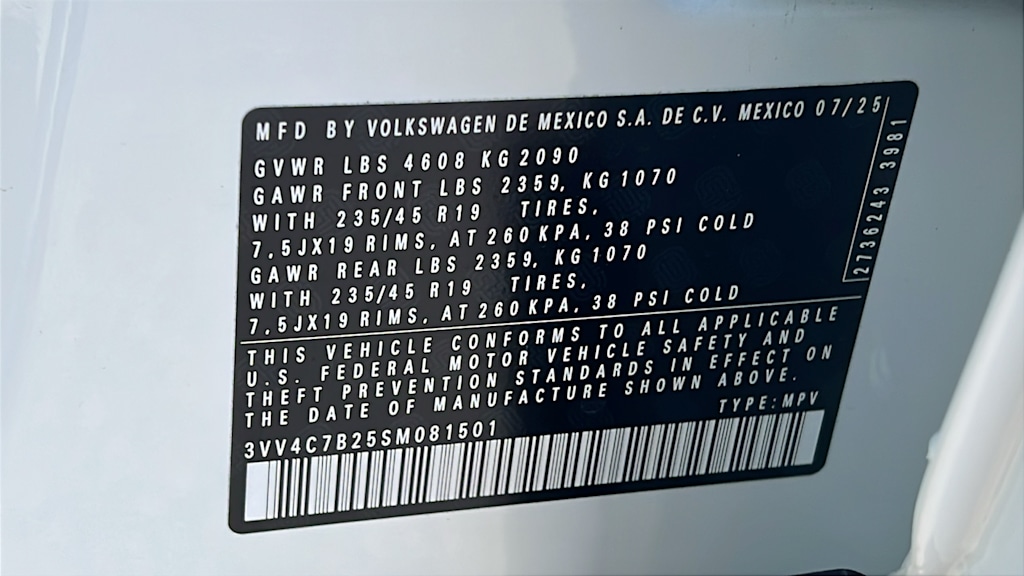 MFD BY VOLKSWAGEN DE MEXICO S.A. DE C.V. MEXICO 07/25
GVWR LBS 4608 KG 2090
GAWR FRONT LBS 2359, KG 1070
WITH 235/45 R19 TIRES,
7,5JX19 RIMS, AT 260 KPA, 38 PSI COLD
GAWR REAR LBS 2359, KG 1070
WITH 235/45 R19 TIRES,
7,5JX19 RIMS, AT 260 KPA, 38 PSI COLD
2736243 3981
THIS VEHICLE CONFORMS TO ALL APPLICABLE
U.S. FEDERAL MOTOR VEHICLE SAFETY AND
THEFT PREVENTION STANDARDS IN EFFECT ON
THE DATE OF MANUFACTURE SHOWN ABOVE.
TYPE: MPV
3VV4C7B25SM081501